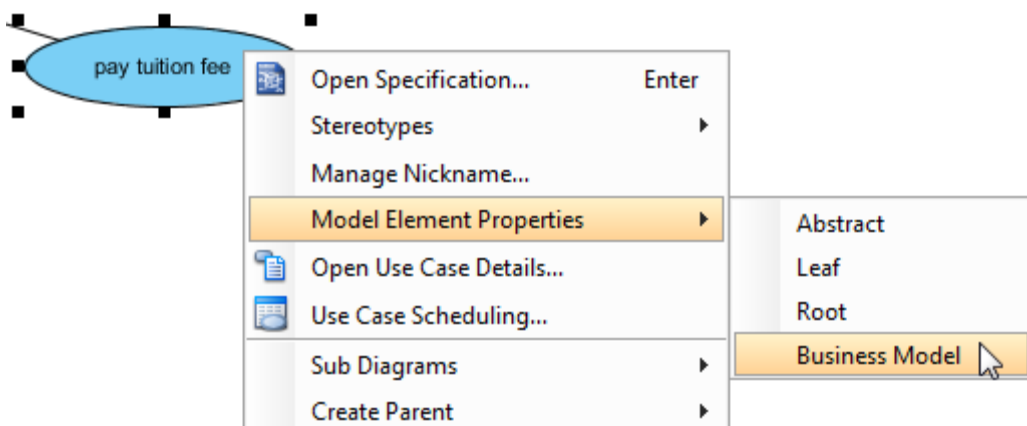 pay tuition fee
Open Specification... Enter
Stereotypes
Manage Nickname...
Model Element Properties
Abstract
Leaf
Root
Business Model
Open Use Case Details...
Use Case Scheduling...
Sub Diagrams
Create Parent